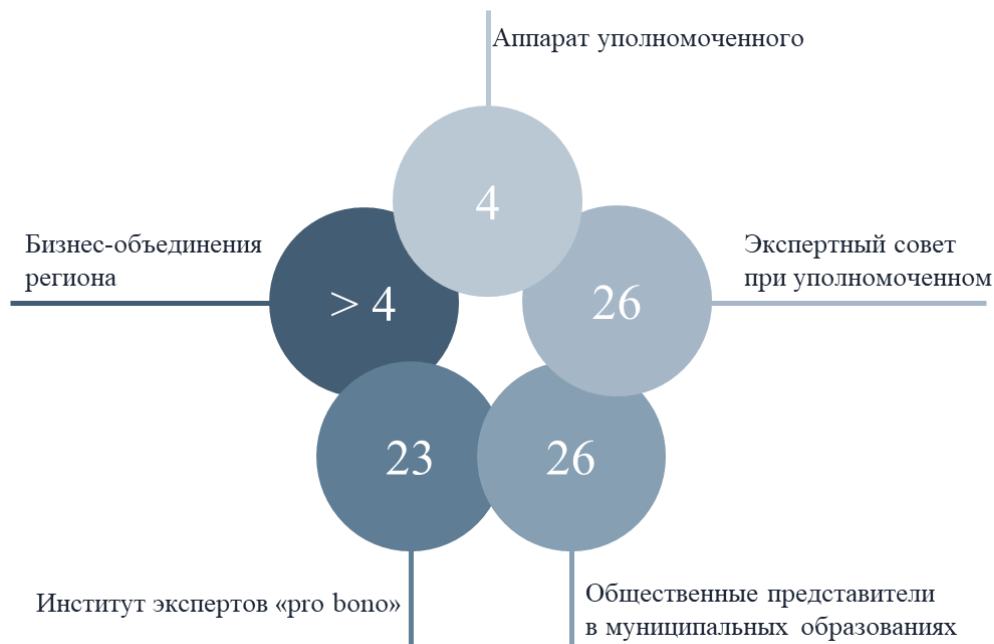 Аппарат уполномоченного
4
Бизнес-объединения
региона
> 4
Экспертный совет
при уполномоченном
26
23
26
Институт экспертов «pro bono»
Общественные представители
в муниципальных образованиях